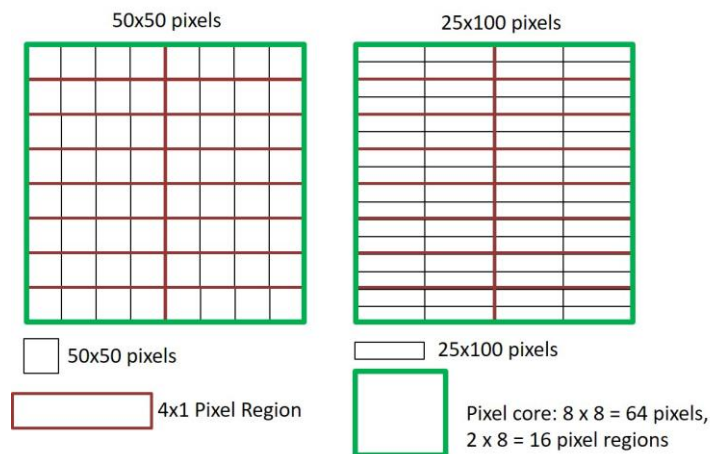 50x50 pixels
25x100 pixels
50x50 pixels
25x100 pixels
4x1 Pixel Region
Pixel core: 8 x 8 = 64 pixels,
2 x 8 = 16 pixel regions